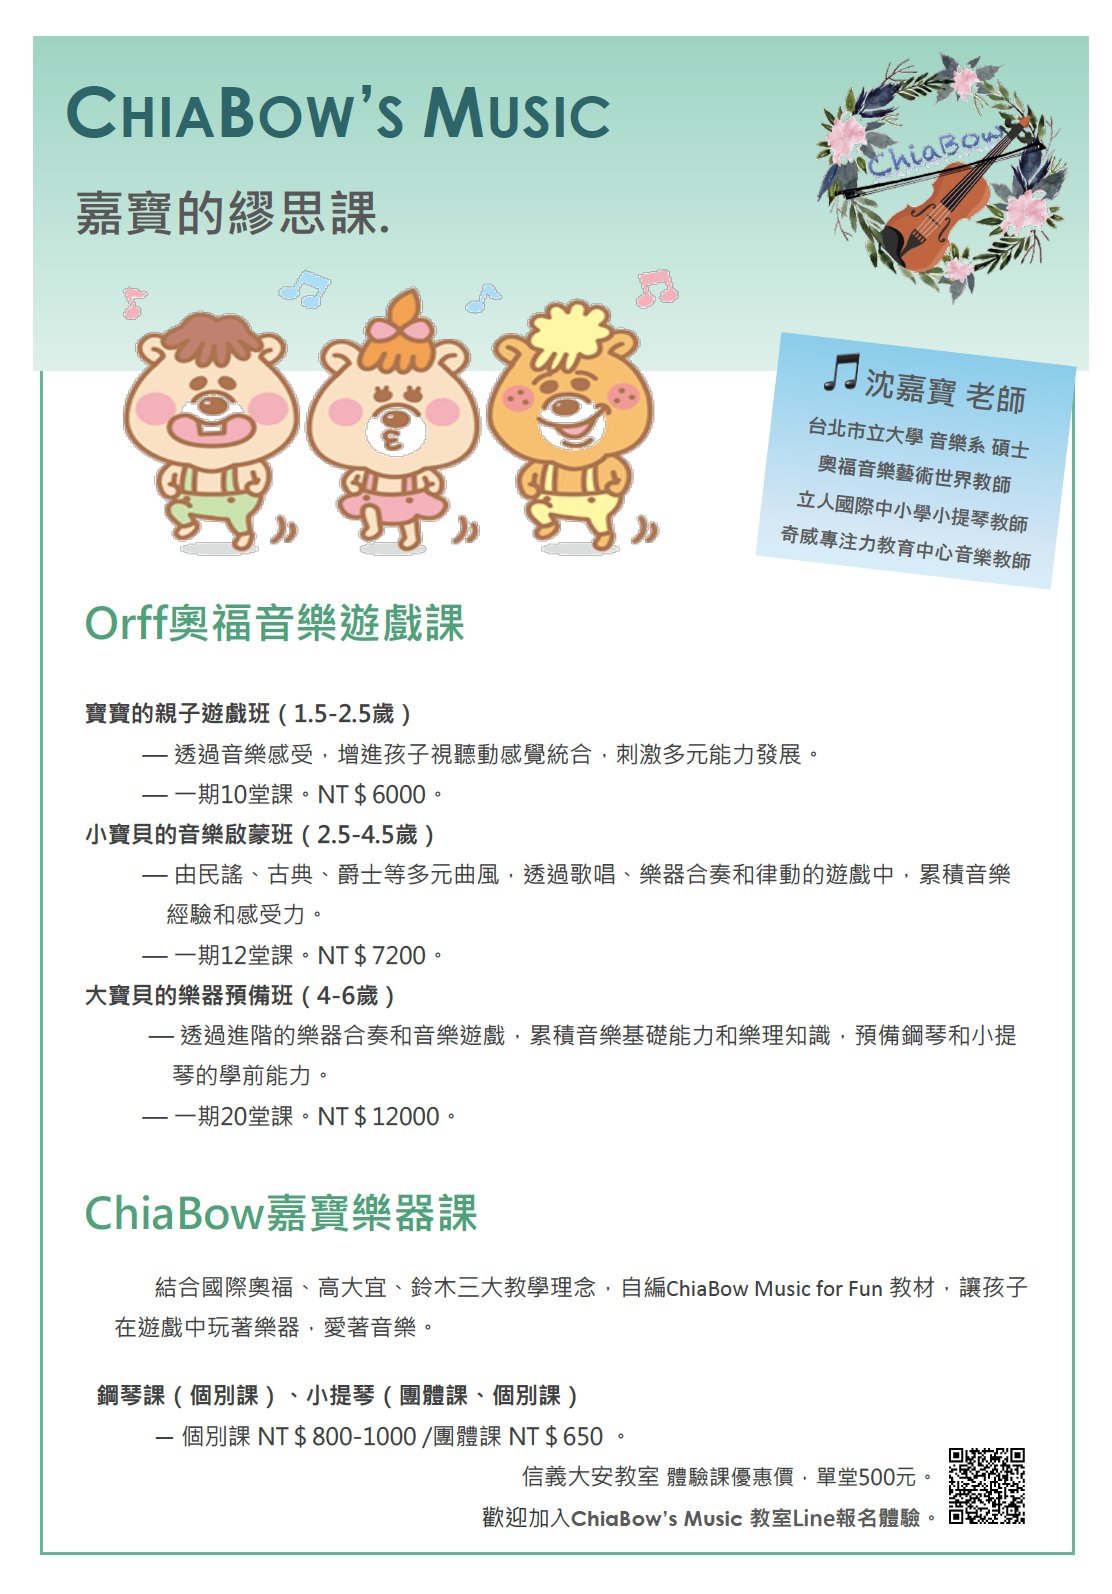 CHIABOW'S MUSIC
嘉寶的繆思課.
ChiaBow
沈嘉寶 老師
台北市立大學 音樂系 碩士
奧福音樂藝術世界教師
立人國際中小學小提琴教師
奇威專注力教育中心音樂教師
Orff奧福音樂遊戲課
寶寶的親子遊戲班（1.5-2.5歲）
— 透過音樂感受，增進孩子視聽動感覺統合，刺激多元能力發展。
— 一期10堂課。NT＄6000。
小寶貝的音樂啟蒙班（2.5-4.5歲）
— 由民謠、古典、爵士等多元曲風，透過歌唱、樂器合奏和律動的遊戲中，累積音樂
經驗和感受力。
— 一期12堂課。NT＄7200。
大寶貝的樂器預備班（4-6歲）
— 透過進階的樂器合奏和音樂遊戲，累積音樂基礎能力和樂理知識，預備鋼琴和小提
琴的學前能力。
— 一期20堂課。NT＄12000。
ChiaBow嘉寶樂器課
結合國際奧福、高大宜、鈴木三大教學理念，自編ChiaBow Music for Fun 教材，讓孩子
在遊戲中玩著樂器，愛著音樂。
鋼琴課（個別課）、小提琴（團體課、個別課）
— 個別課 NT＄800-1000 /團體課 NT＄650 。
信義大安教室 體驗課優惠價，單堂500元。
歡迎加入ChiaBow's Music 教室Line報名體驗。